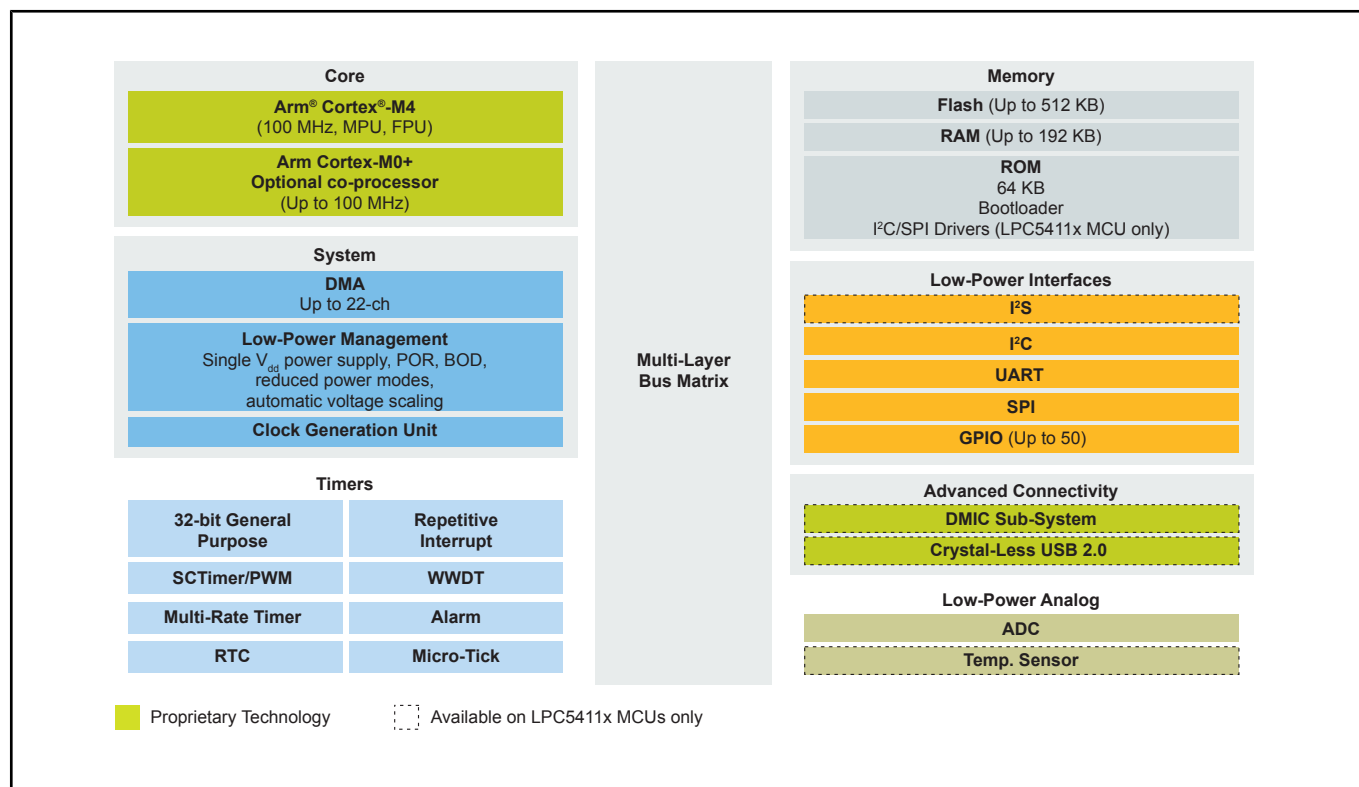 Core
Arm® Cortex®-M4
(100 MHz, MPU, FPU)
Arm Cortex-M0+
Optional co-processor
(Up to 100 MHz)
System
DMA
Up to 22-ch
Low-Power Management
Single Vdd power supply, POR, BOD,
reduced power modes,
automatic voltage scaling
Clock Generation Unit
Timers
32-bit General
Purpose
Repetitive
Interrupt
SCTimer/PWM
WWDT
Multi-Rate Timer
Alarm
RTC
Micro-Tick
Multi-Layer
Bus Matrix
Memory
Flash (Up to 512 KB)
RAM (Up to 192 KB)
ROM
64 KB
Bootloader
I²C/SPI Drivers (LPC5411x MCU only)
Low-Power Interfaces
I²S
I²C
UART
SPI
GPIO (Up to 50)
Advanced Connectivity
DMIC Sub-System
Crystal-Less USB 2.0
Low-Power Analog
ADC
Temp. Sensor
Proprietary Technology
Available on LPC5411x MCUs only